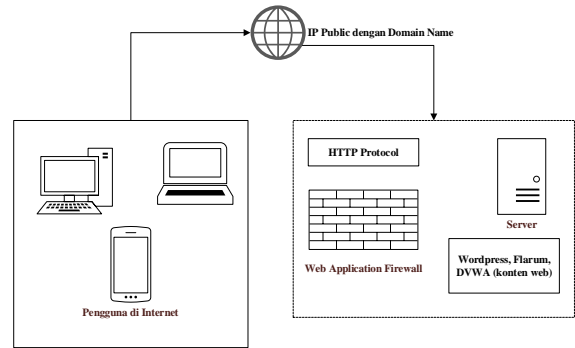 IP Public dengan Domain Name
HTTP Protocol
Server
Web Application Firewall
Wordpress, Flarum,
DVWA (konten web)
Pengguna di Internet